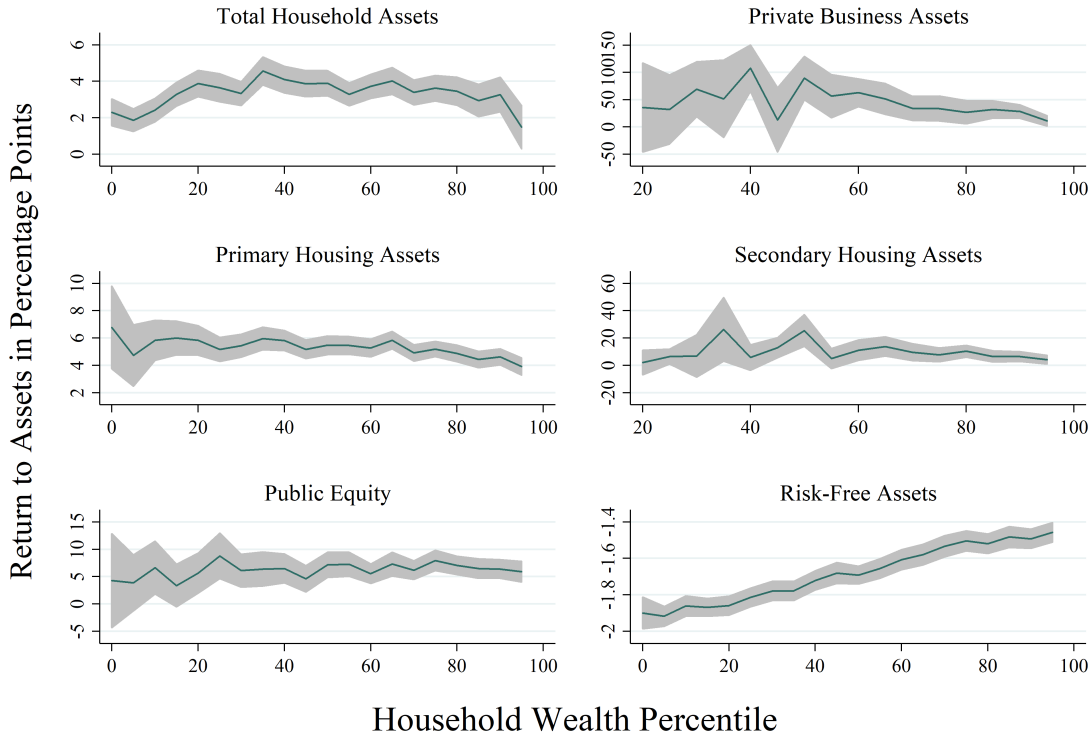 Return to Assets in Percentage Points
Total Household Assets
6
4
2
0
0 20 40 60 80 100
Private Business Assets
150
100
50
0
-50
20 40 60 80 100
Primary Housing Assets
10
8
6
4
2
0 20 40 60 80 100
Secondary Housing Assets
60
40
20
0
-20
20 40 60 80 100
Public Equity
15
10
5
0
-5
0 20 40 60 80 100
Risk-Free Assets
-1.4
-1.6
-1.8
-2
0 20 40 60 80 100
Household Wealth Percentile